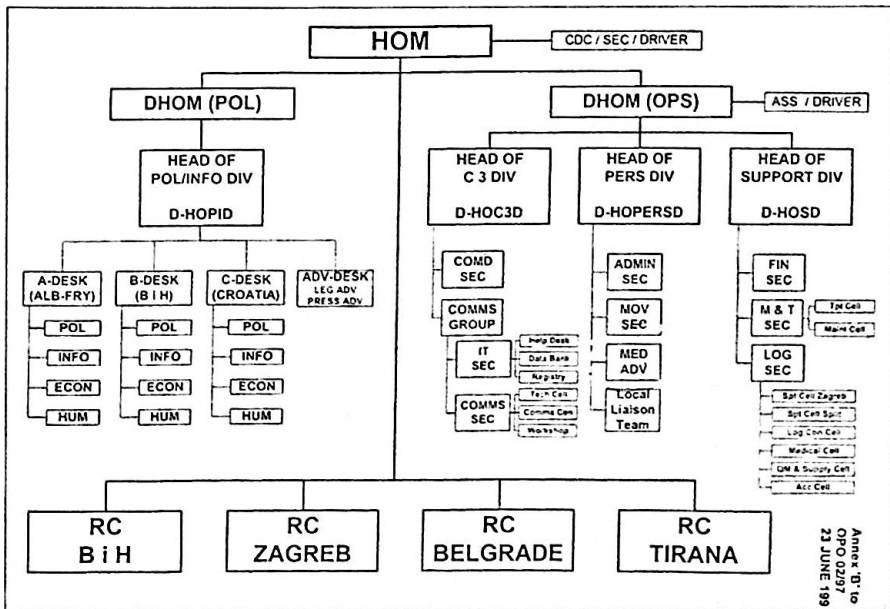 HOM
CDC / SEC / DRIVER
DHOM (POL)
DHOM (OPS)
ASS / DRIVER
HEAD OF
POL/INFO DIV
D-HOPID
HEAD OF
C 3 DIV
D-HOC3D
HEAD OF
PERS DIV
D-HOPERSD
HEAD OF
SUPPORT DIV
D-HOSD
A-DESK
(ALB-FRY)
POL
INFO
ECON
HUM
B-DESK
(B i H)
POL
INFO
ECON
HUM
C-DESK
(CROATIA)
POL
INFO
ECON
HUM
ADV-DESK
LEG ADV
PRESS ADV
COMD
SEC
COMMS
GROUP
IT
SEC
Help Desk
Data Bank
Registry
COMMS
SEC
Tech Cell
Comms Cen
Workshop
ADMIN
SEC
MOV
SEC
MED
ADV
Local
Liaison
Team
FIN
SEC
M & T
SEC
Tpt Cell
Maint Cell
LOG
SEC
Spt Cell Zagreb
Spt Cell Split
Log Coin Cell
Medical Cell
QM & Supply Cell
Acc Cell
RC
B i H
RC
ZAGREB
RC
BELGRADE
RC
TIRANA
Annex 'B' to
OPO 02/97
23 JUNE 199